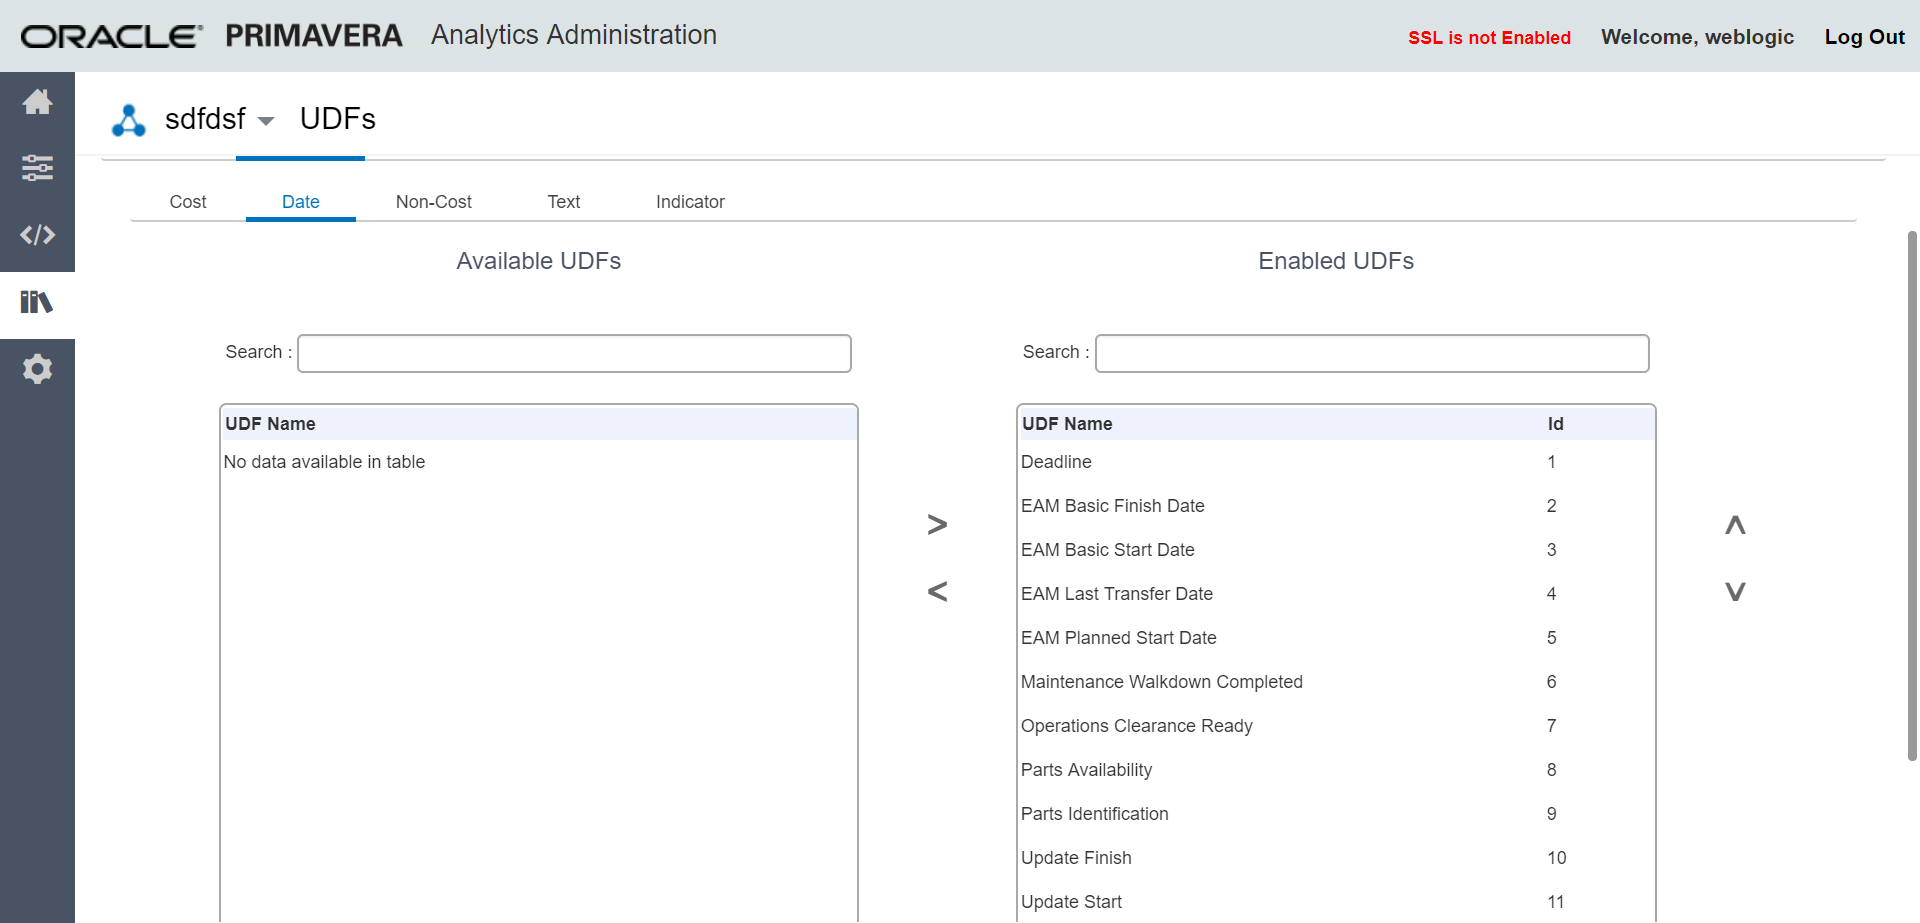 ORACLE® PRIMAVERA Analytics Administration SSL is not Enabled Welcome, weblogic Log Out
sdfdsf UDFs
Cost Date Non-Cost Text Indicator
Available UDFs Enabled UDFs
Search : Search :
UDF Name UDF Name Id
No data available in table Deadline 1
EAM Basic Finish Date 2
EAM Basic Start Date 3
EAM Last Transfer Date 4
EAM Planned Start Date 5
Maintenance Walkdown Completed 6
Operations Clearance Ready 7
Parts Availability 8
Parts Identification 9
Update Finish 10
Update Start 11